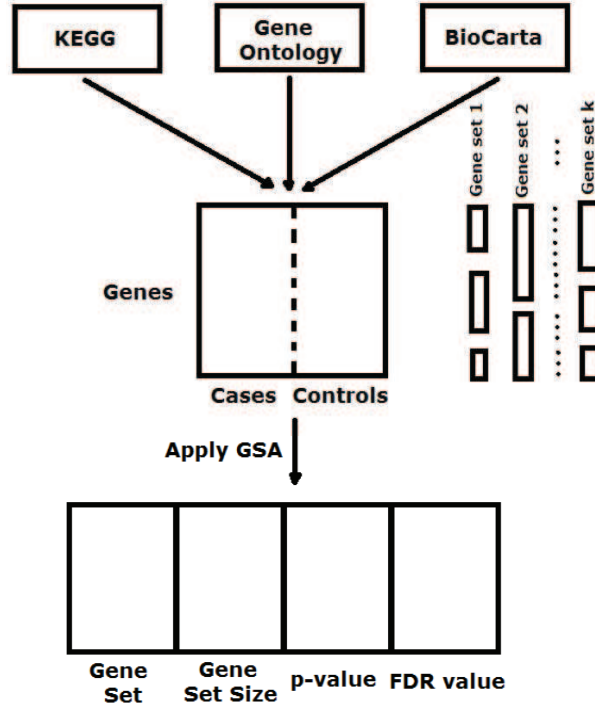 KEGG
Gene
Ontology
BioCarta
Gene set 1
Gene set 2
...
Gene set k
Genes
Cases Controls
Apply GSA
Gene
Set
Gene
Set Size
p-value
FDR value